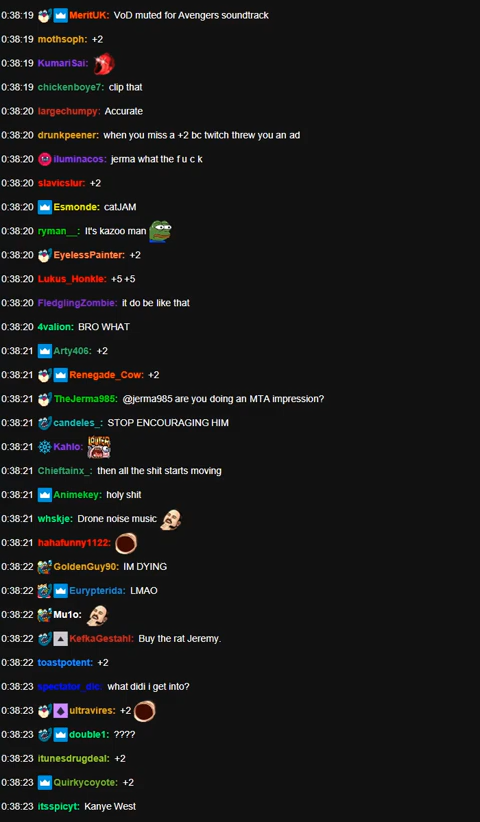 0:38:19 MeritUK: VoD muted for Avengers soundtrack
0:38:19 mothsoph: +2
0:38:19 KumariSai:
0:38:19 chickenboye7: clip that
0:38:20 largechumpy: Accurate
0:38:20 drunkpeener: when you miss a +2 bc twitch threw you an ad
0:38:20 iluminacos: jerma what the f u c k
0:38:20 slavicslur: +2
0:38:20 Esmonde: catJAM
0:38:20 ryman__: It's kazoo man
0:38:20 EyelessPainter: +2
0:38:20 Lukus_Honkle: +5 +5
0:38:20 FledglingZombie: it do be like that
0:38:20 4valion: BRO WHAT
0:38:21 Arty406: +2
0:38:21 Renegade_Cow: +2
0:38:21 TheJerma985: @jerma985 are you doing an MTA impression?
0:38:21 candeles_: STOP ENCOURAGING HIM
0:38:21 Kahlo:
0:38:21 Chieftainx_: then all the shit starts moving
0:38:21 Animekey: holy shit
0:38:21 whskje: Drone noise music
0:38:21 hahafunny1122:
0:38:22 GoldenGuy90: IM DYING
0:38:22 Eurypterida: LMAO
0:38:22 Mu1o:
0:38:22 KefkaGestahl: Buy the rat Jeremy.
0:38:22 toastpotent: +2
0:38:23 spectator_dic: what didi i get into?
0:38:23 ultravires: +2
0:38:23 double1: ????
0:38:23 itunesdrugdeal: +2
0:38:23 Quirkycoyote: +2
0:38:23 itsspicyt: Kanye West